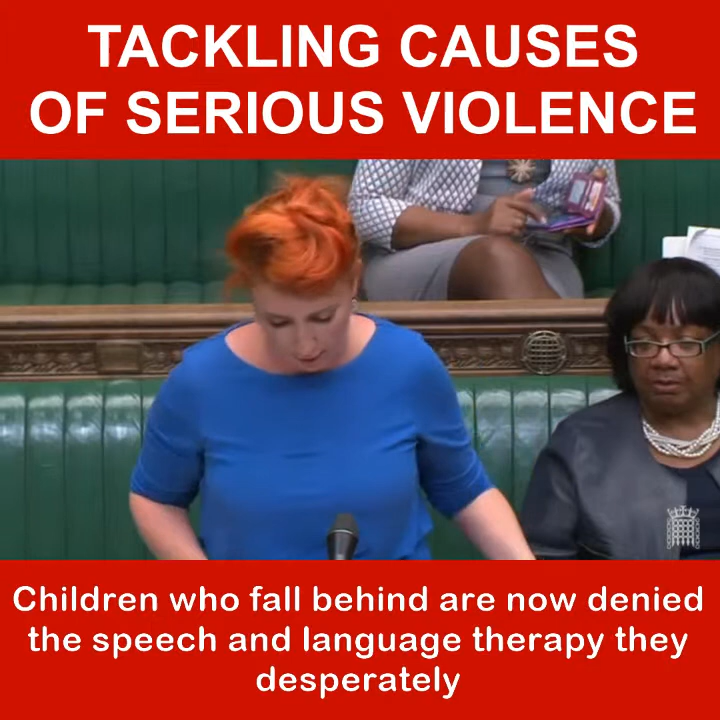 TACKLING CAUSES
OF SERIOUS VIOLENCE
Children who fall behind are now denied
the speech and language therapy they
desperately